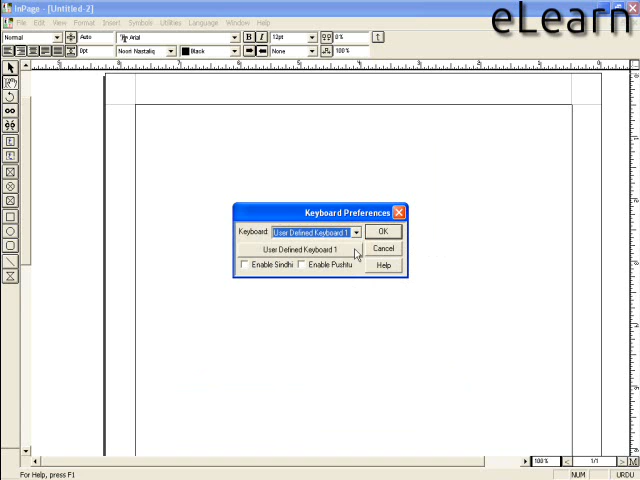 InPage - [Untitled-2]
eLearn
File Edit View Format Insert Symbols Utilities Language Window Help
Normal Auto Arial B I 12pt 0%
0pt Noori Nastaliq Black None 100%
Keyboard Preferences
Keyboard: User Defined Keyboard 1 OK
User Defined Keyboard 1 Cancel
Enable Sindhi Enable Pushtu Help
100% 1/1 M
For Help, press F1 NUM URDU